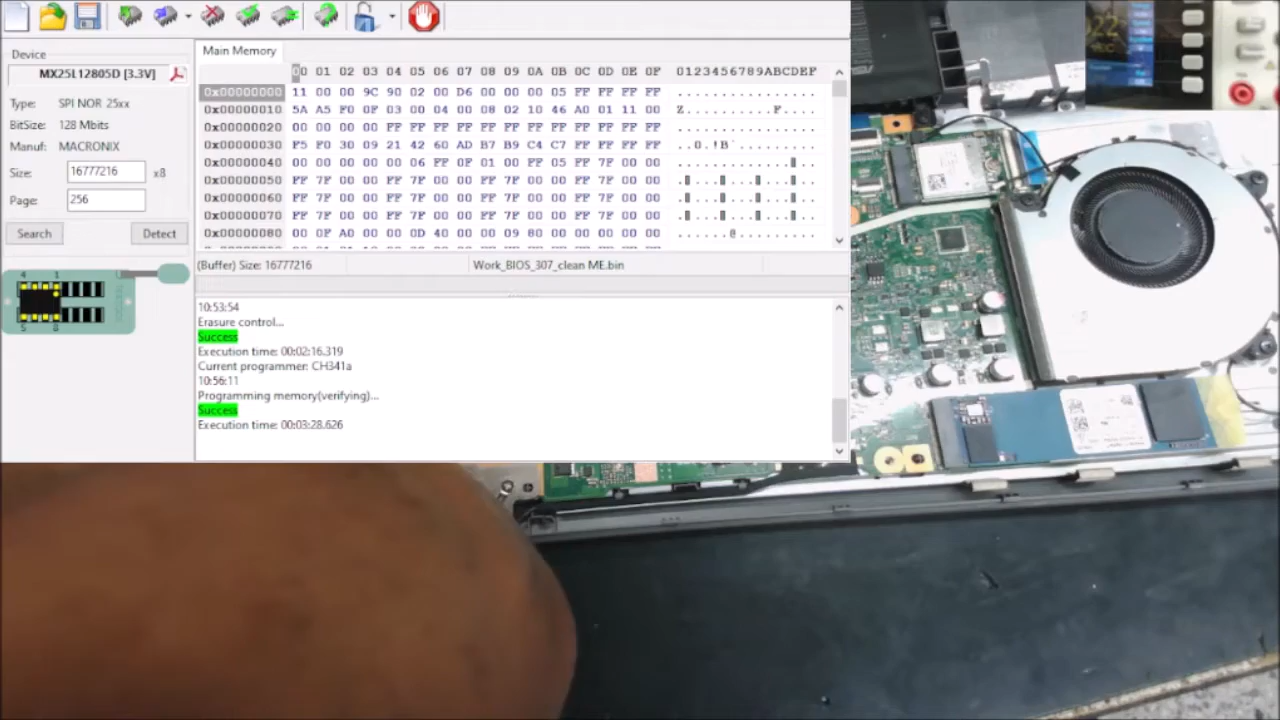 Device
MX25L12805D [3.3V]
Type: SPI NOR 25xx
BitSize: 128 Mbits
Manuf: MACRONIX
Size: 16777216 x8
Page: 256
Search Detect
4 1
5 8
Main Memory
00 01 02 03 04 05 06 07 08 09 0A 0B 0C 0D 0E 0F 0123456789ABCDEF
0x00000000 11 00 00 9C 90 02 00 D6 00 00 05 FF FF FF FF ................
0x00000010 5A A5 F0 0F 03 00 04 00 08 02 10 46 A0 01 11 00 Z..........F....
0x00000020 00 00 00 00 FF FF FF FF FF FF FF FF FF FF FF FF ................
0x00000030 F5 F0 30 09 21 42 60 AD B7 B9 C4 C7 FF FF FF FF ..0.!B`.........
0x00000040 00 00 00 00 06 FF 0F 01 00 FF 05 FF 7F 00 00
0x00000050 FF 7F 00 00 FF 7F 00 00 FF 7F 00 00 FF 7F 00 00
0x00000060 FF 7F 00 00 FF 7F 00 00 FF 7F 00 00 FF 7F 00 00
0x00000070 FF 7F 00 00 FF 7F 00 00 FF 7F 00 00 FF 7F 00 00
0x00000080 00 0F A0 00 00 0D 40 00 00 09 80 00 00 00 00 00 ......@.........
(Buffer) Size: 16777216 Work_BIOS_307_clean ME.bin
10:53:54
Erasure control...
Success
Execution time: 00:02:16.319
Current programmer: CH341a
10:56:11
Programming memory(verifying)...
Success
Execution time: 00:03:28.626